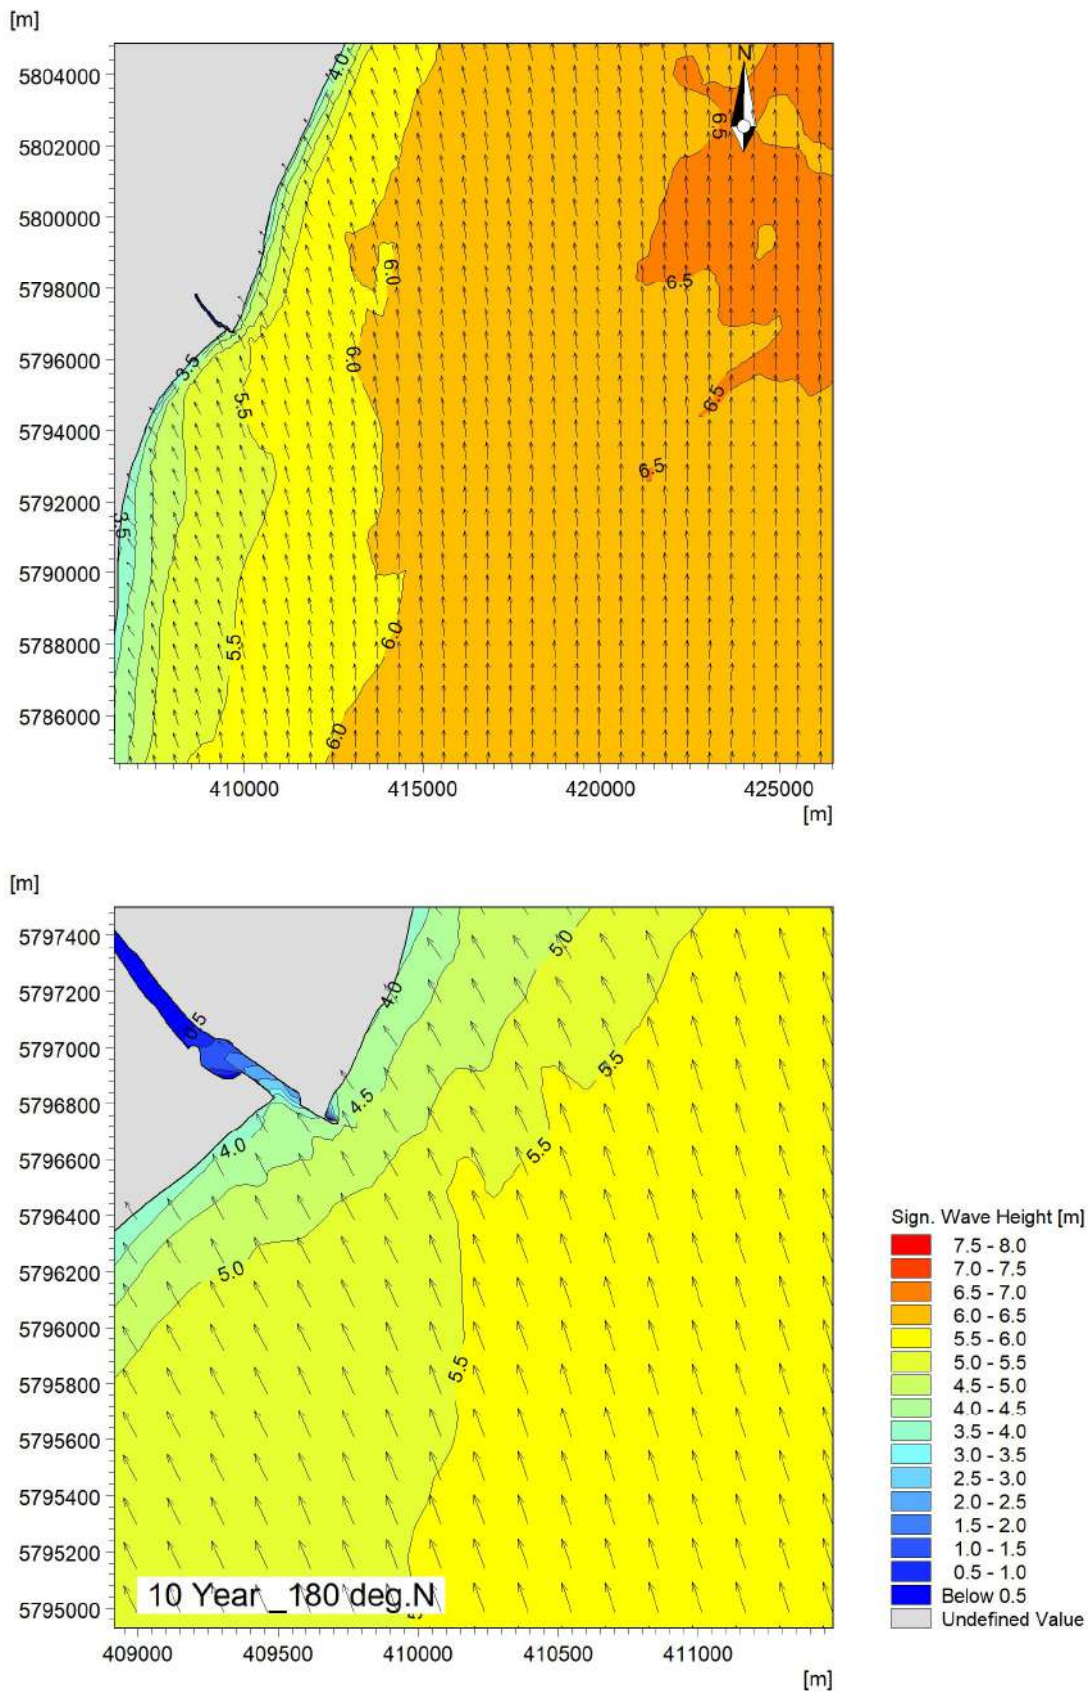 [m]
5804000
5802000
5800000
5798000
5796000
5794000
5792000
5790000
5788000
5786000
4.0
N
6.5
6.0
6.5
6.0
3.5
5.5
6.5
6.5
3.5
5.5
6.0
6.0
410000 415000 420000 425000
[m]
[m]
5797400
5797200
5797000
5796800
5796600
5796400
5796200
5796000
5795800
5795600
5795400
5795200
5795000
5.0
4.0
0.5
5.5
4.5
4.0
5.5
5.0
5.5
10 Year_180 deg.N
409000 409500 410000 410500 411000
[m]
Sign. Wave Height [m]
7.5 - 8.0
7.0 - 7.5
6.5 - 7.0
6.0 - 6.5
5.5 - 6.0
5.0 - 5.5
4.5 - 5.0
4.0 - 4.5
3.5 - 4.0
3.0 - 3.5
2.5 - 3.0
2.0 - 2.5
1.5 - 2.0
1.0 - 1.5
0.5 - 1.0
Below 0.5
Undefined Value